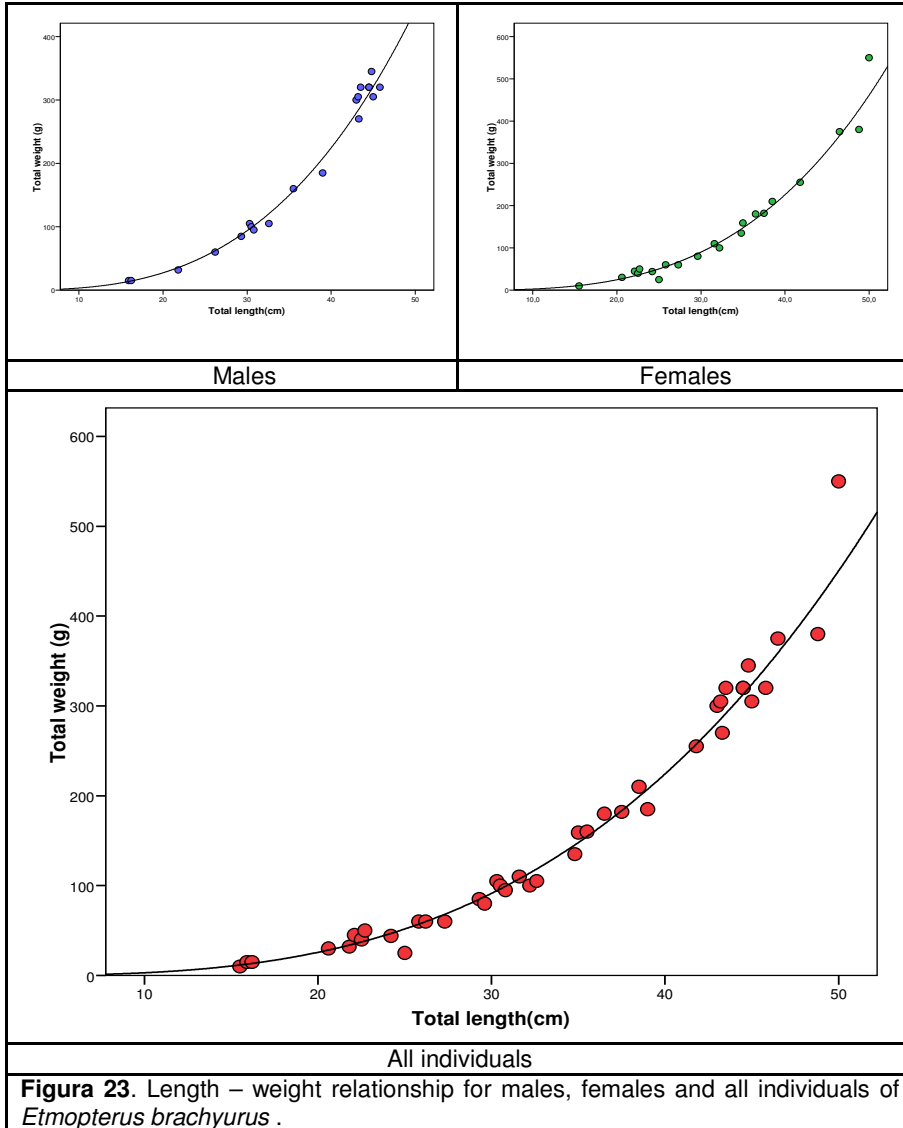 400
300
200
100
0
Total weight (g)
10 20 30 40 50
Total length(cm)
600
500
400
300
200
100
0
Total weight (g)
10,0 20,0 30,0 40,0 50,0
Total length(cm)
Males
Females
600
500
400
300
200
100
0
Total weight (g)
10 20 30 40 50
Total length(cm)
All individuals
Figura 23. Length – weight relationship for males, females and all individuals of
Etmopterus brachyurus .